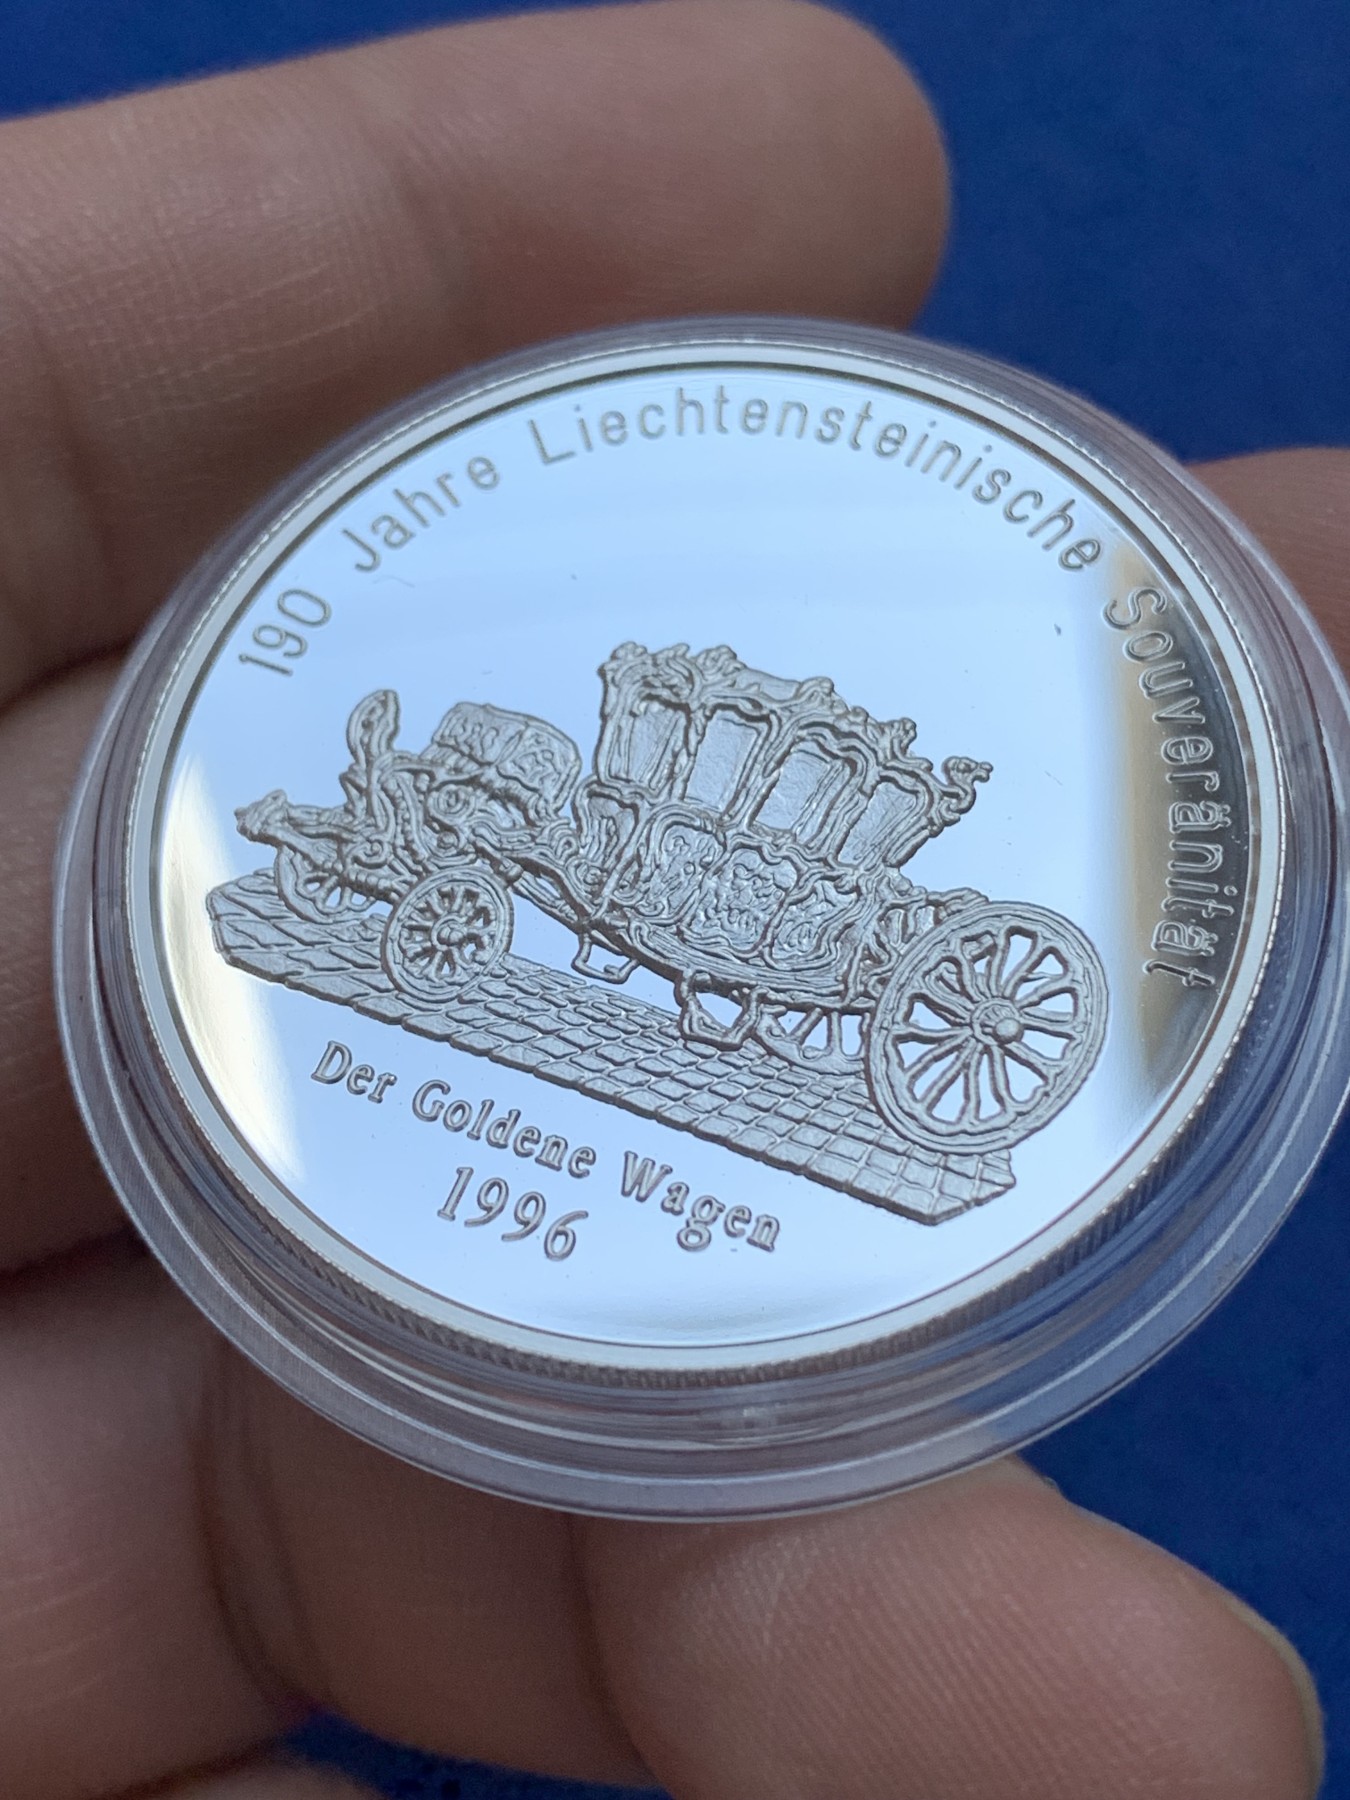 190 Jahre Liechtensteinische Souveränität
Der Goldene Wagen
1996